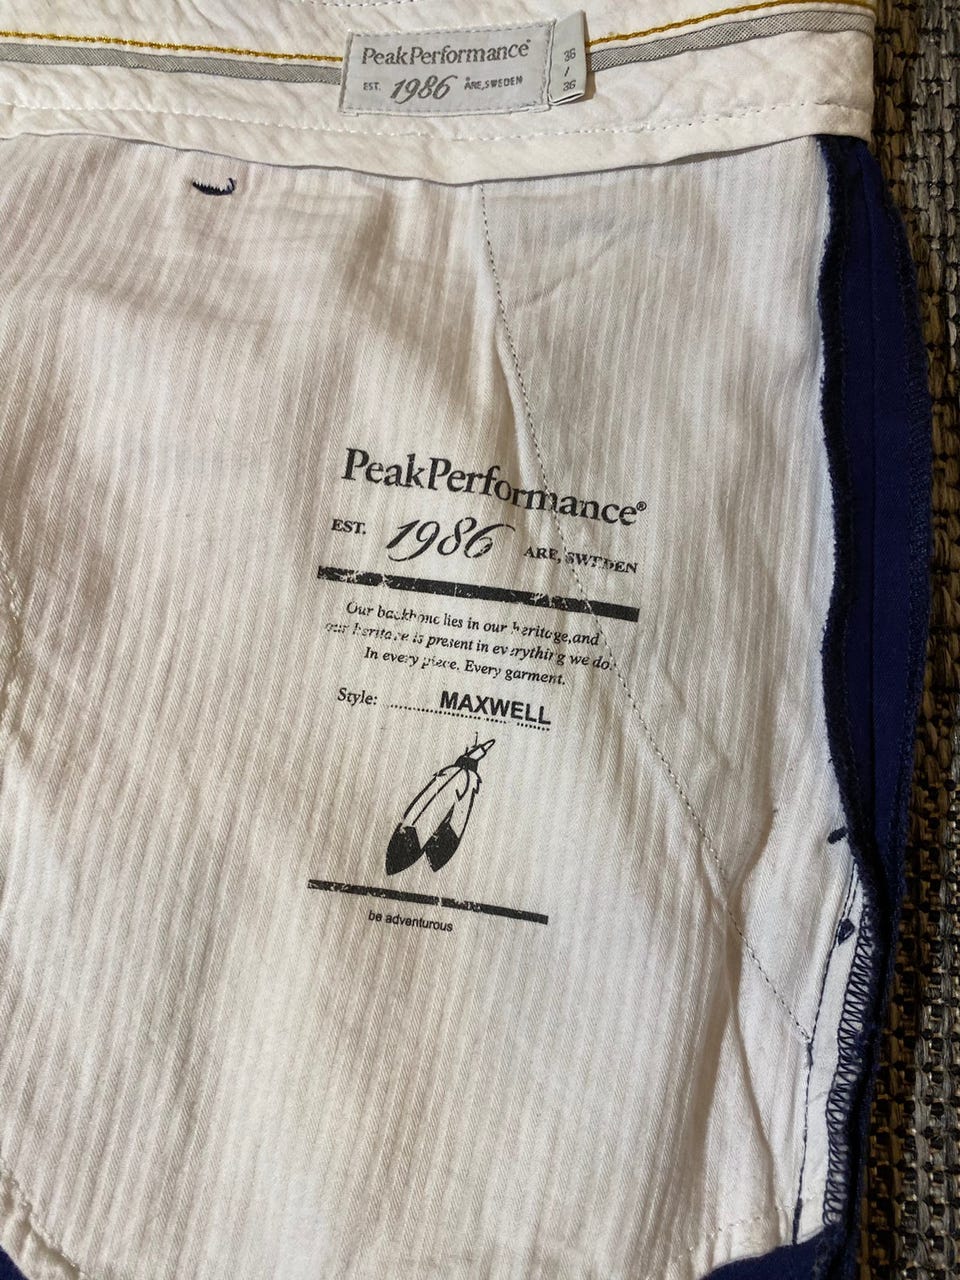 PeakPerformance®
EST. 1986 ÅRE, SWEDEN
36
/
36
PeakPerformance®
EST. 1986 ARE, SWEDEN
Our backbone lies in our heritage,and
our heritage is present in everything we do.
In every piece. Every garment.
Style: ............ MAXWELL
be adventurous